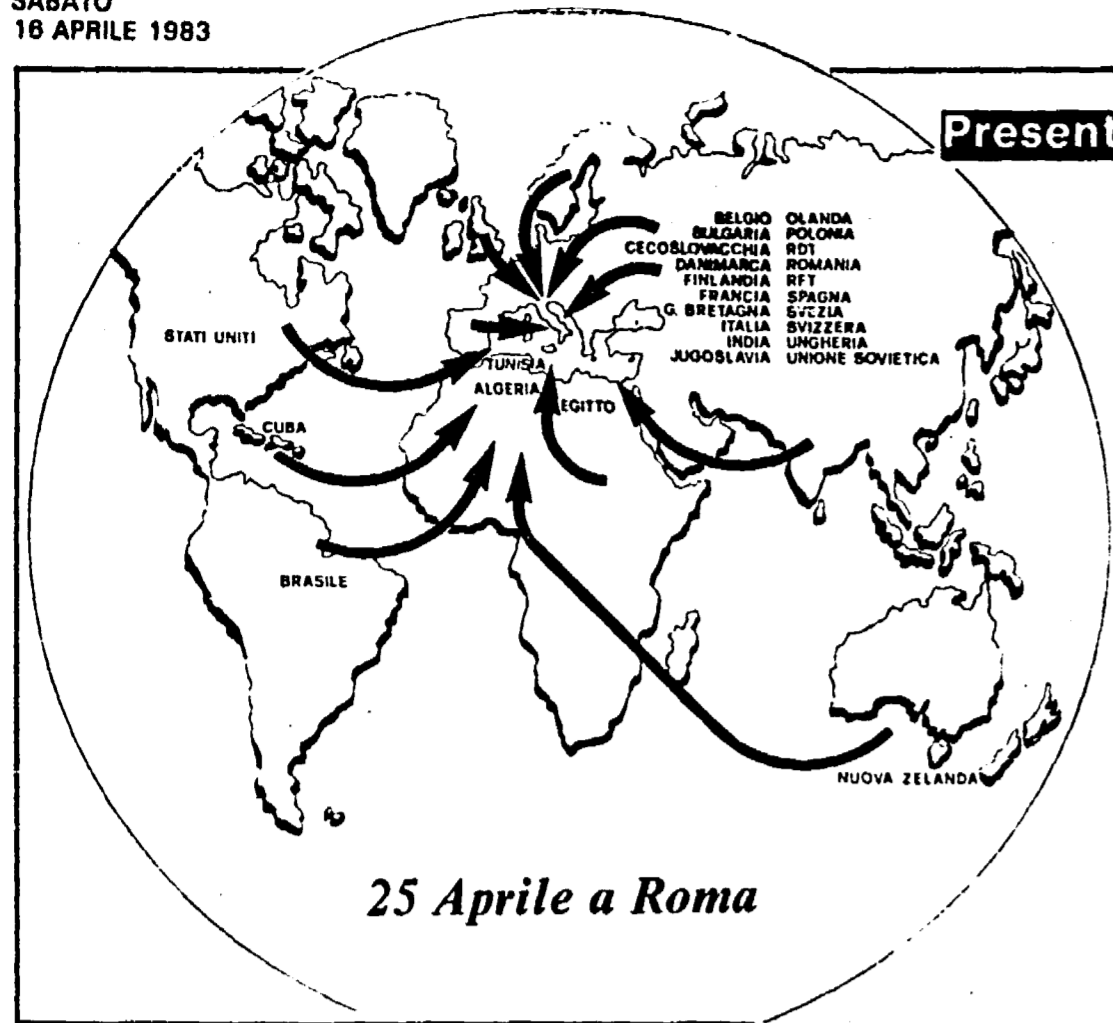 SABATO
16 APRILE 1983
Present
BELGIO OLANDA
BULGARIA POLONIA
CECOSLOVACCHIA RDT
DANIMARCA ROMANIA
FINLANDIA RFT
FRANCIA SPAGNA
G. BRETAGNA SVEZIA
ITALIA SVIZZERA
INDIA UNGHERIA
JUGOSLAVIA UNIONE SOVIETICA
STATI UNITI
TUNISIA
ALGERIA
EGITTO
CUBA
BRASILE
NUOVA ZELANDA
25 Aprile a Roma